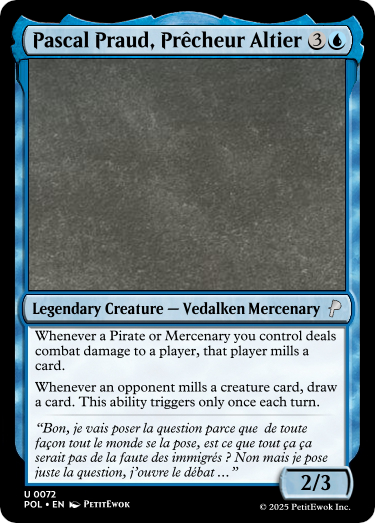 Pascal Praud, Prêcheur Altier 3
Legendary Creature — Vedalken Mercenary
Whenever a Pirate or Mercenary you control deals
combat damage to a player, that player mills a
card.
Whenever an opponent mills a creature card, draw
a card. This ability triggers only once each turn.
“Bon, je vais poser la question parce que  de toute
façon tout le monde se la pose, est ce que tout ça ça
serait pas de la faute des immigrés ? Non mais je pose
juste la question, j'ouvre le débat …”
2/3
U 0072
POL • EN PetitEwok
© 2025 PetitEwok Inc.